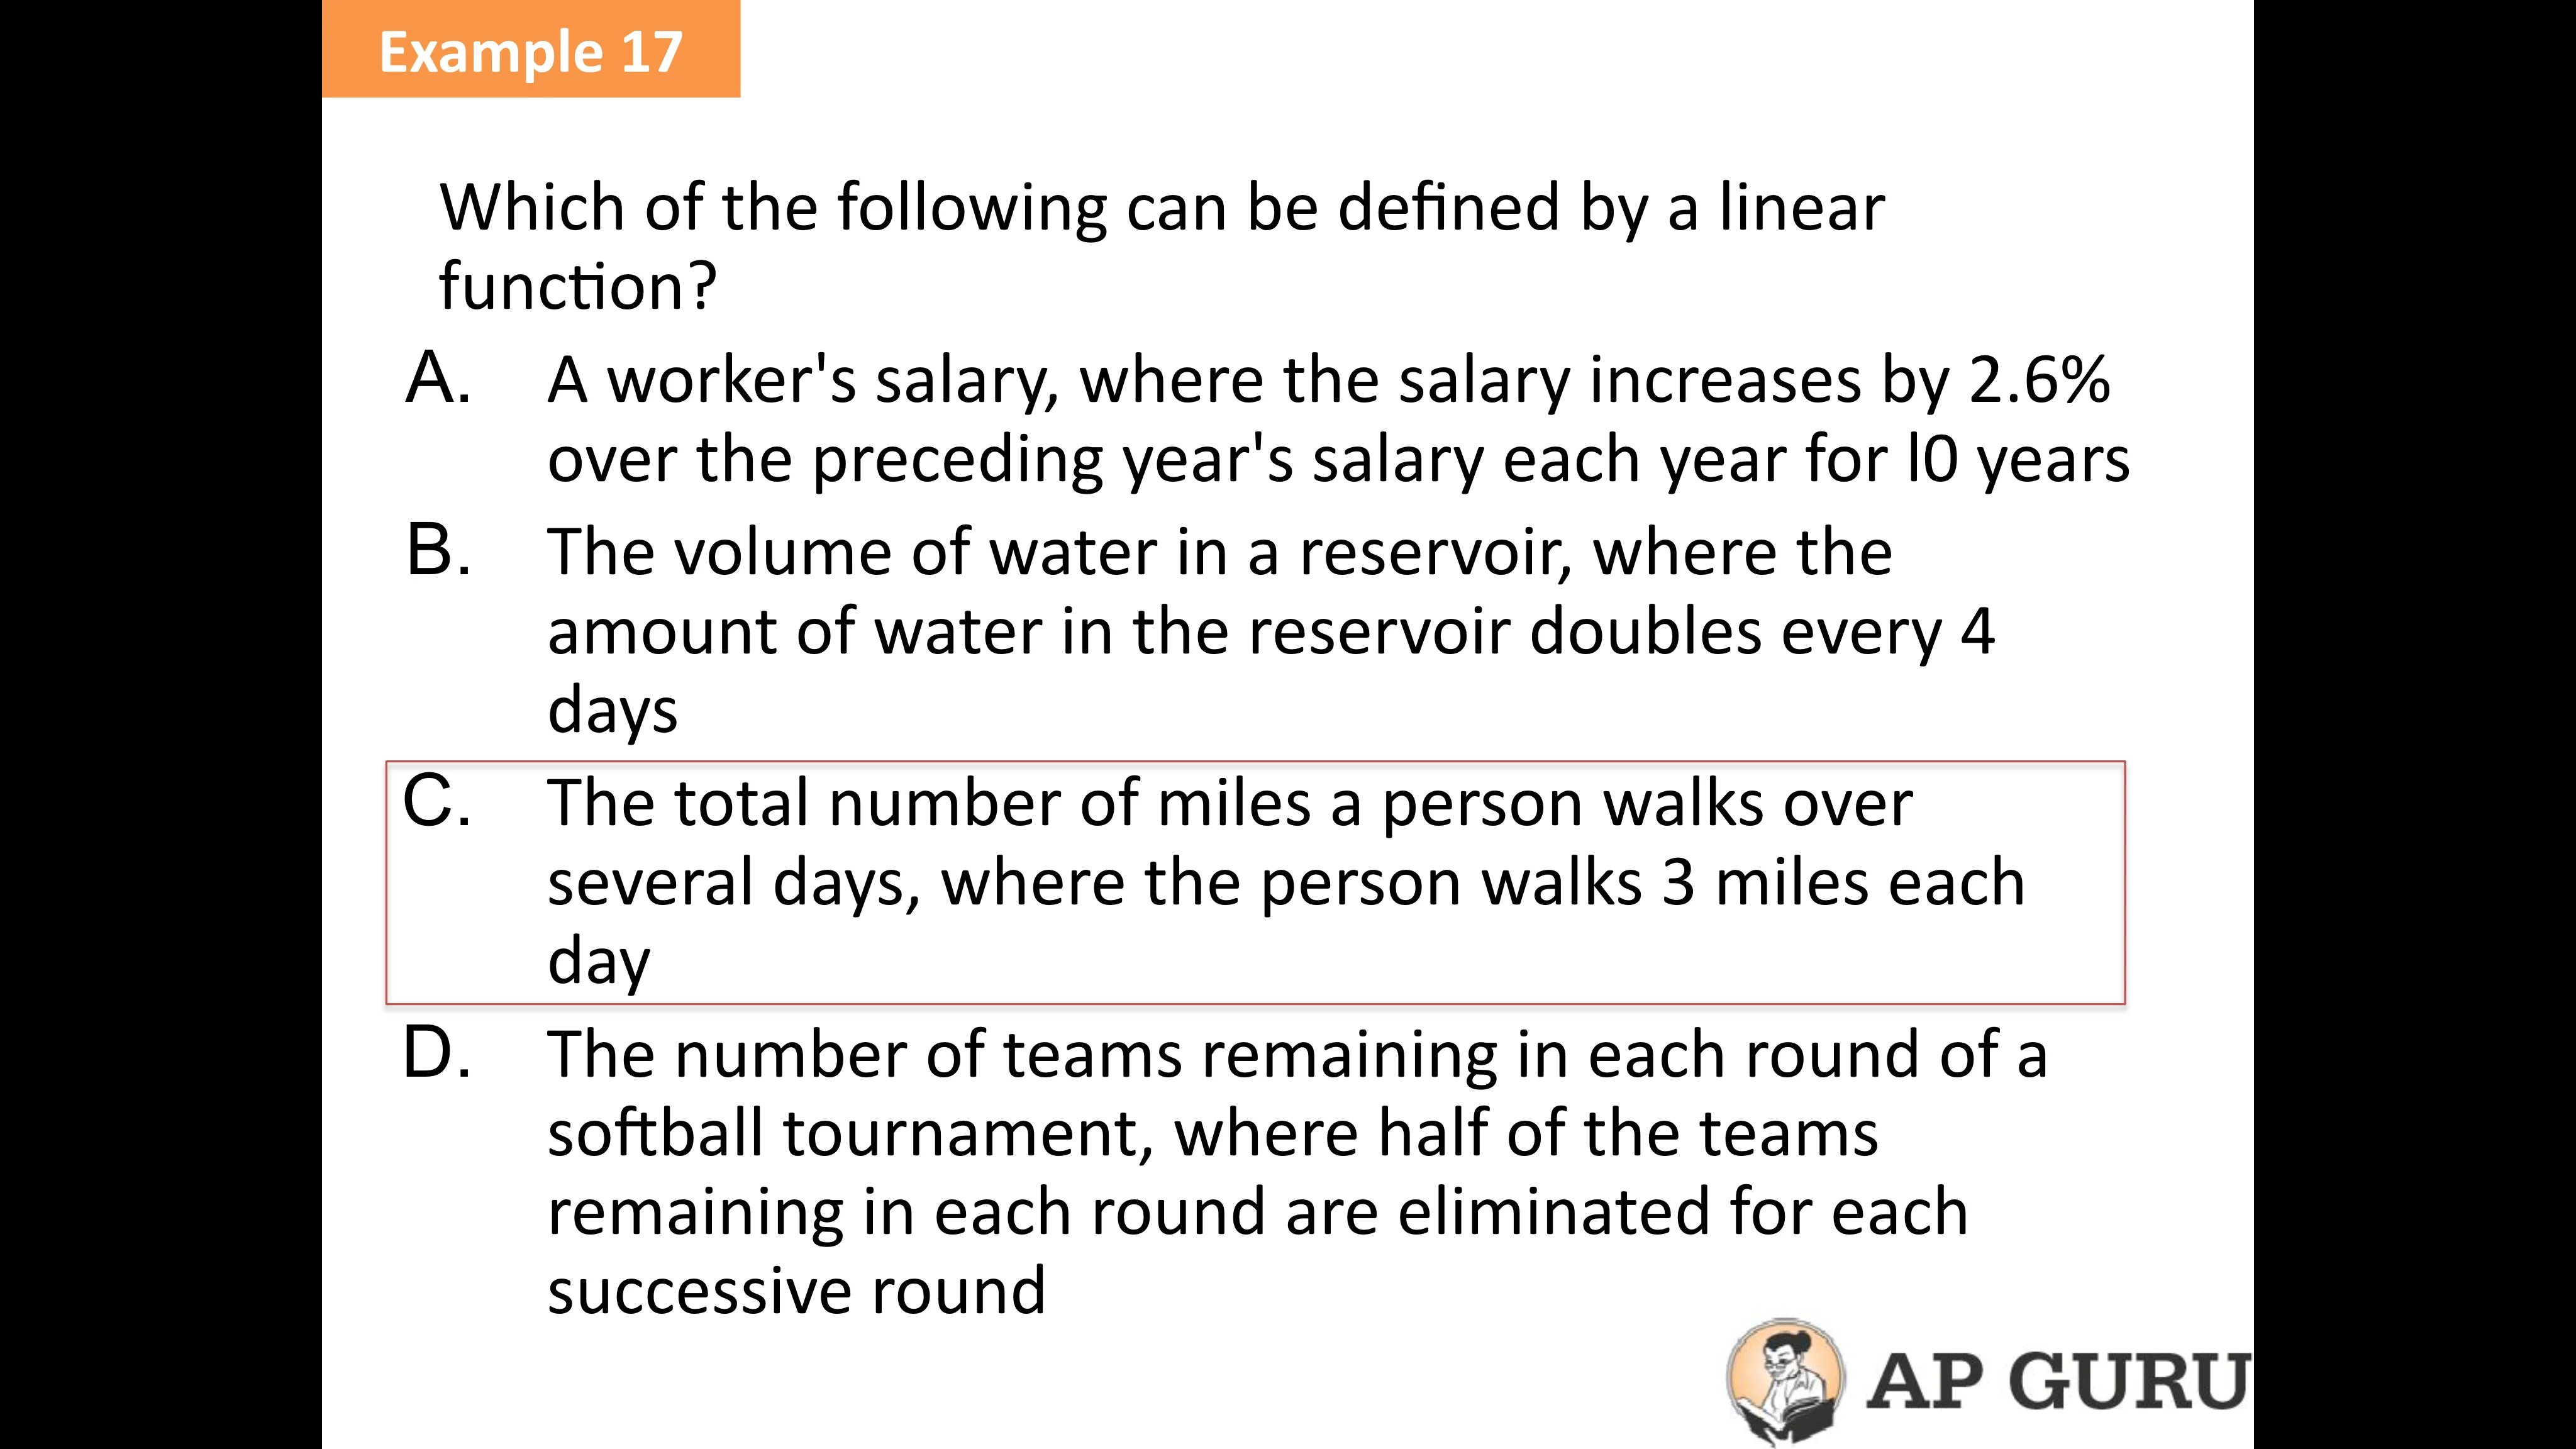 Example 17
Which of the following can be defined by a linear
function?
A. A worker's salary, where the salary increases by 2.6%
over the preceding year's salary each year for l0 years
B. The volume of water in a reservoir, where the
amount of water in the reservoir doubles every 4
days
C. The total number of miles a person walks over
several days, where the person walks 3 miles each
day
D. The number of teams remaining in each round of a
softball tournament, where half of the teams
remaining in each round are eliminated for each
successive round
AP GURU